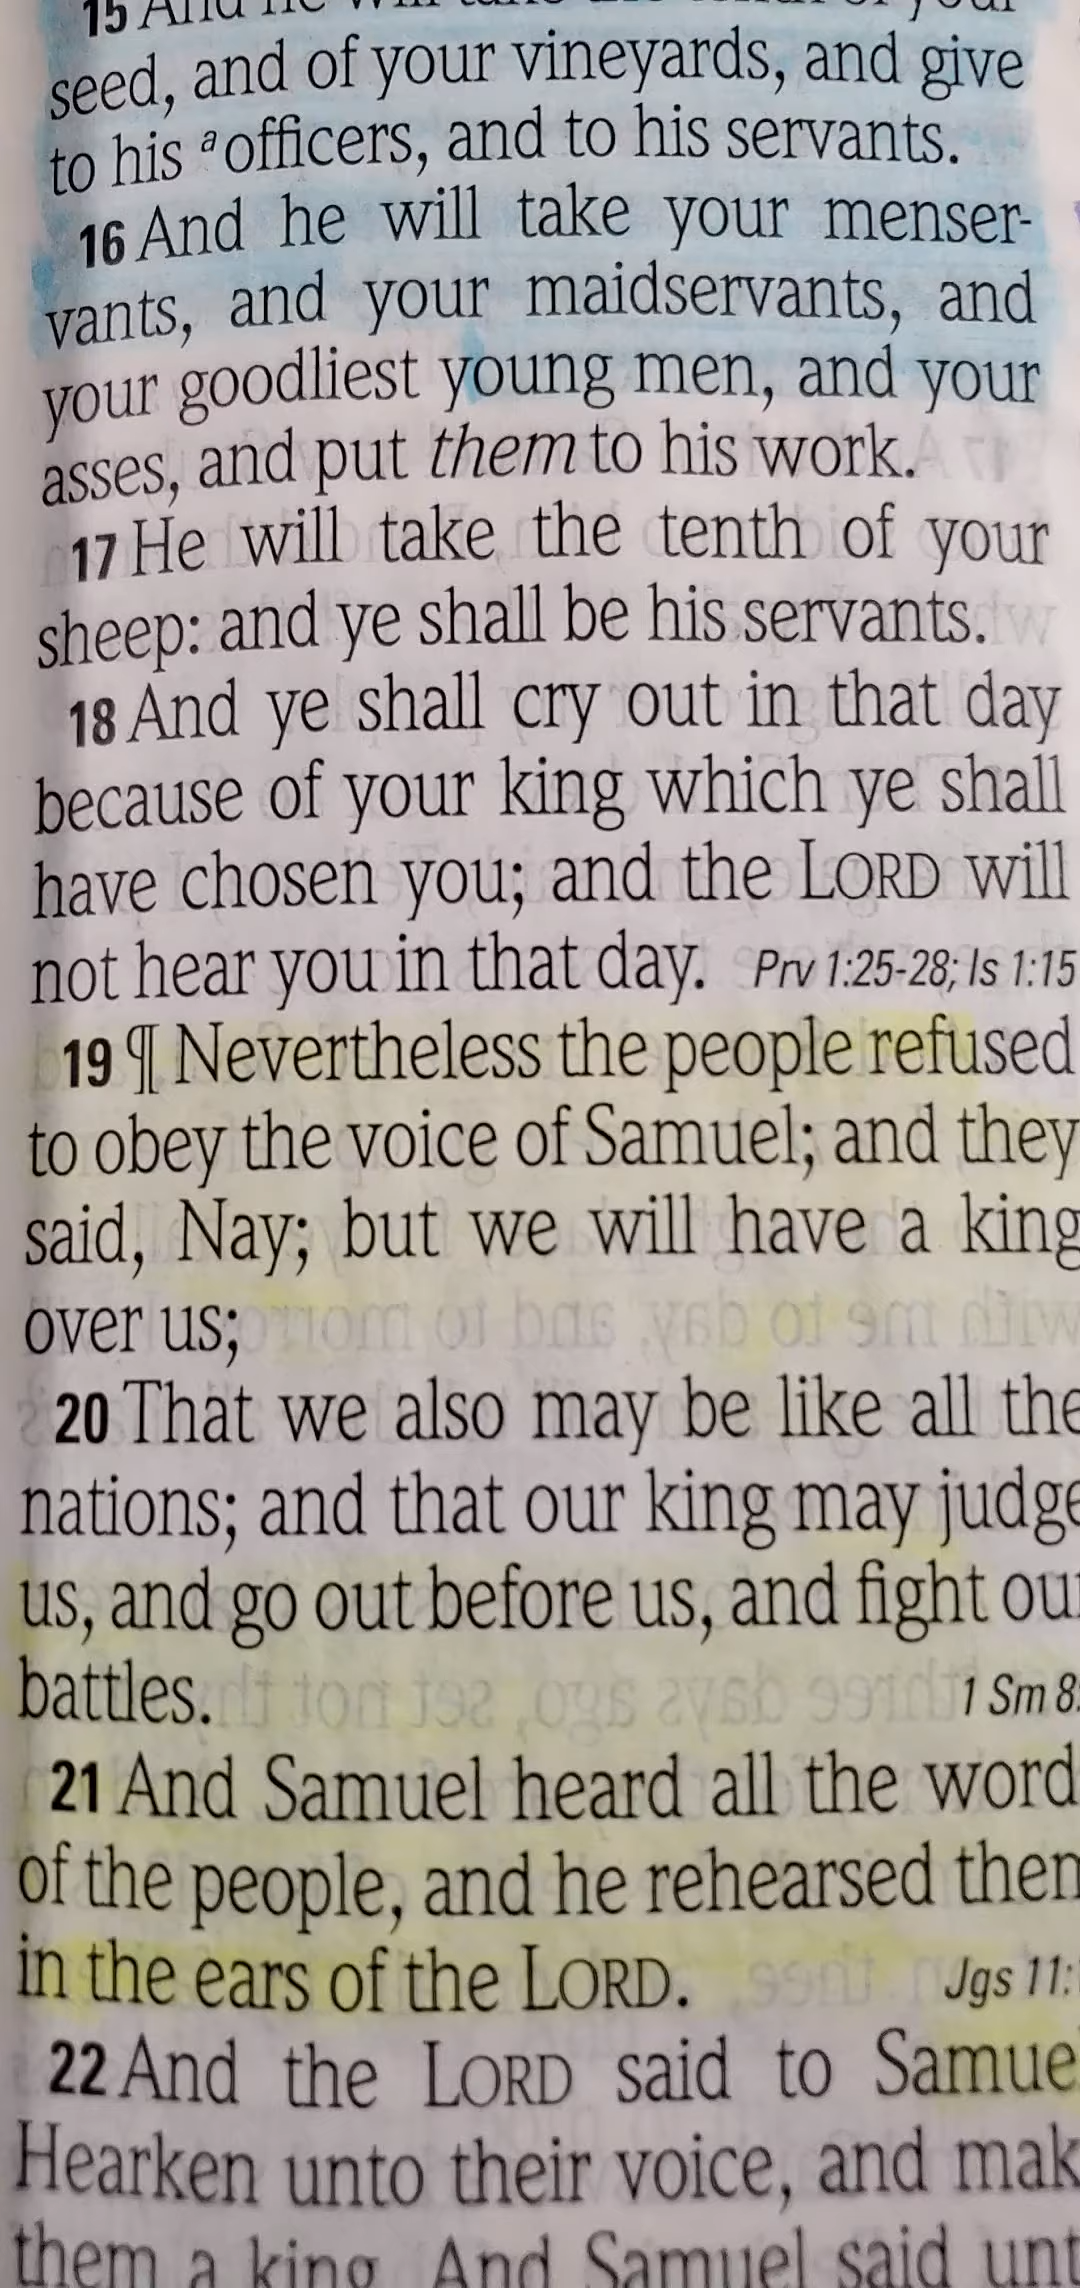 15 And he will take the tenth of your
seed, and of your vineyards, and give
to his ᵃofficers, and to his servants.
16 And he will take your menser-
vants, and your maidservants, and
your goodliest young men, and your
asses, and put them to his work.
17 He will take the tenth of your
sheep: and ye shall be his servants.
18 And ye shall cry out in that day
because of your king which ye shall
have chosen you; and the LORD will
not hear you in that day. Prv 1:25-28; Is 1:15
19 ¶ Nevertheless the people refused
to obey the voice of Samuel; and they
said, Nay; but we will have a king
over us;
20 That we also may be like all the
nations; and that our king may judge
us, and go out before us, and fight ou
battles. 1 Sm 8:
21 And Samuel heard all the word
of the people, and he rehearsed them
in the ears of the LORD. Jgs 11:
22 And the LORD said to Samue
Hearken unto their voice, and mak
them a king. And Samuel said unt